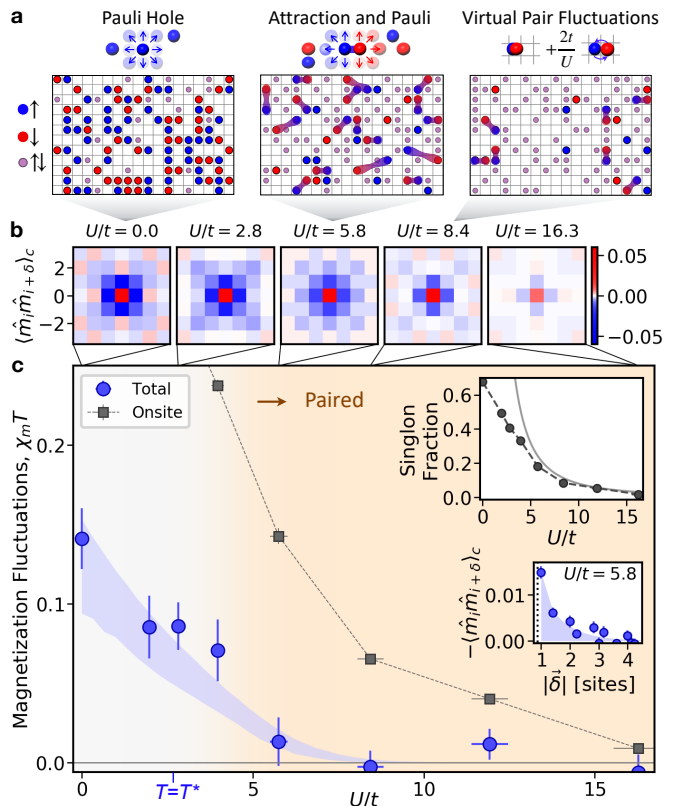 a
Pauli Hole
Attraction and Pauli
Virtual Pair Fluctuations
+ 2t/U
↑
↓
↑↓
b
U/t = 0.0
U/t = 2.8
U/t = 5.8
U/t = 8.4
U/t = 16.3
⟨m̂ᵢm̂ᵢ₊δ⟩c
2
0
−2
0.05
0.00
−0.05
c
Total
Onsite
→ Paired
Magnetization Fluctuations, χₘT
0.2
0.1
0.0
0
5
10
15
T=T*
U/t
Singlon
Fraction
0.6
0.4
0.2
0.0
0
5
10
15
U/t
−⟨m̂ᵢm̂ᵢ₊δ⟩c
U/t = 5.8
0.01
0.00
1
2
3
4
|δ⃗| [sites]